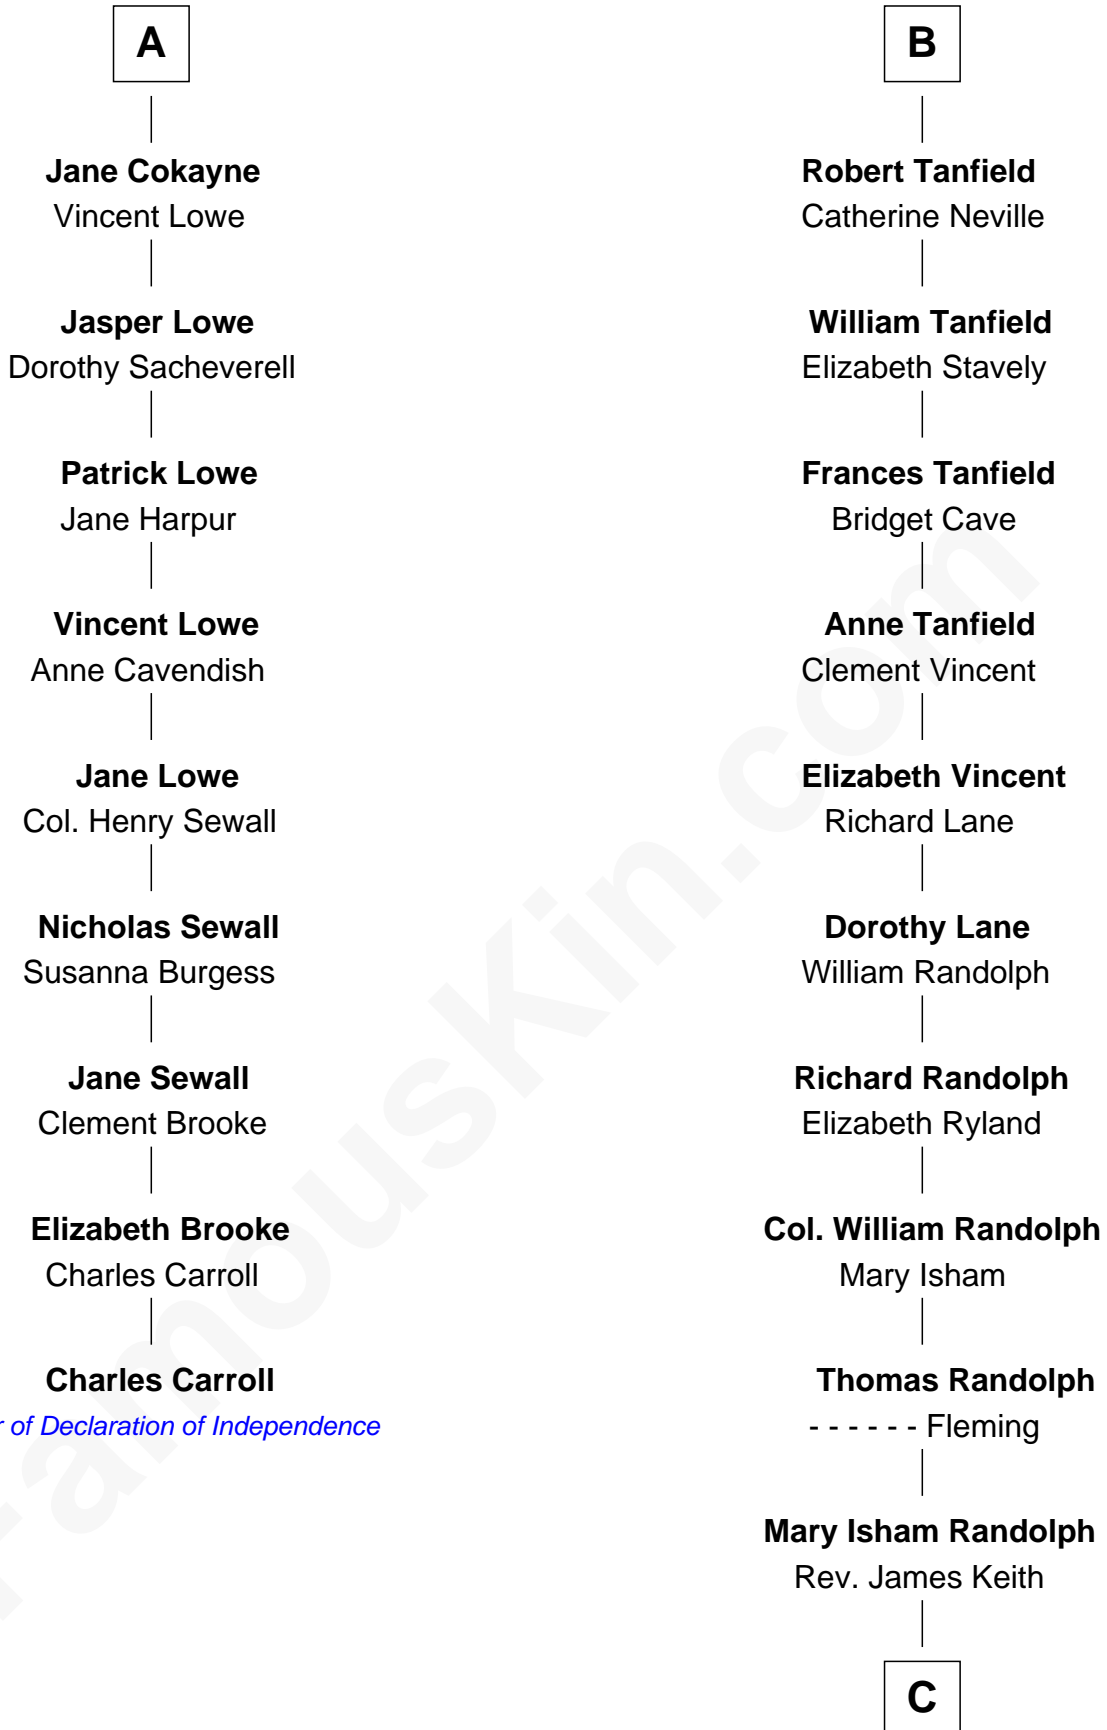 A
Jane Cokayne
Vincent Lowe
Jasper Lowe
Dorothy Sacheverell
Patrick Lowe
Jane Harpur
Vincent Lowe
Anne Cavendish
Jane Lowe
Col. Henry Sewall
Nicholas Sewall
Susanna Burgess
Jane Sewall
Clement Brooke
Elizabeth Brooke
Charles Carroll
Charles Carroll
of Declaration of Independence
B
Robert Tanfield
Catherine Neville
William Tanfield
Elizabeth Stavely
Frances Tanfield
Bridget Cave
Anne Tanfield
Clement Vincent
Elizabeth Vincent
Richard Lane
Dorothy Lane
William Randolph
Richard Randolph
Elizabeth Ryland
Col. William Randolph
Mary Isham
Thomas Randolph
- - - - - - Fleming
Mary Isham Randolph
Rev. James Keith
C
FamousKin.com